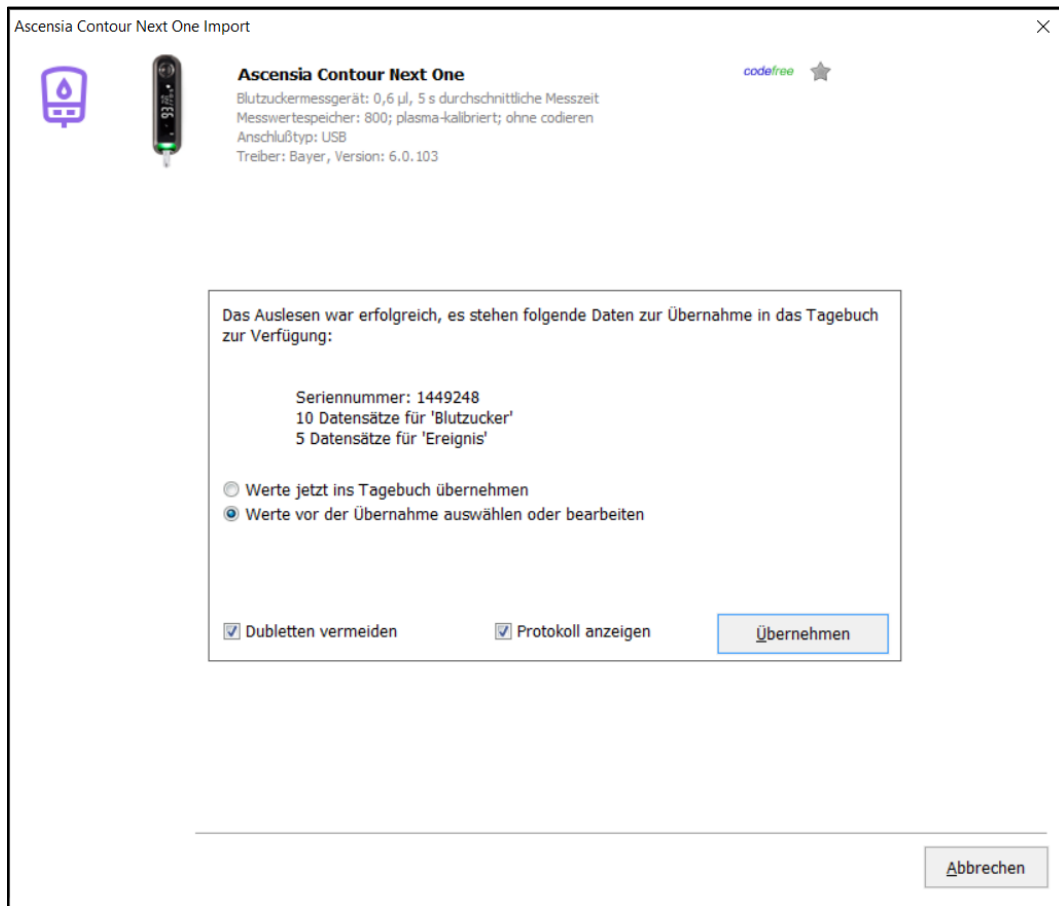 Ascensia Contour Next One Import
Ascensia Contour Next One
codefree
Blutzuckermessgerät: 0,6 µl, 5 s durchschnittliche Messzeit
Messwertespeicher: 800; plasma-kalibriert; ohne codieren
Anschlußtyp: USB
Treiber: Bayer, Version: 6.0.103
93
Das Auslesen war erfolgreich, es stehen folgende Daten zur Übernahme in das Tagebuch
zur Verfügung:
Seriennummer: 1449248
10 Datensätze für 'Blutzucker'
5 Datensätze für 'Ereignis'
Werte jetzt ins Tagebuch übernehmen
Werte vor der Übernahme auswählen oder bearbeiten
Dubletten vermeiden
Protokoll anzeigen
Übernehmen
Abbrechen